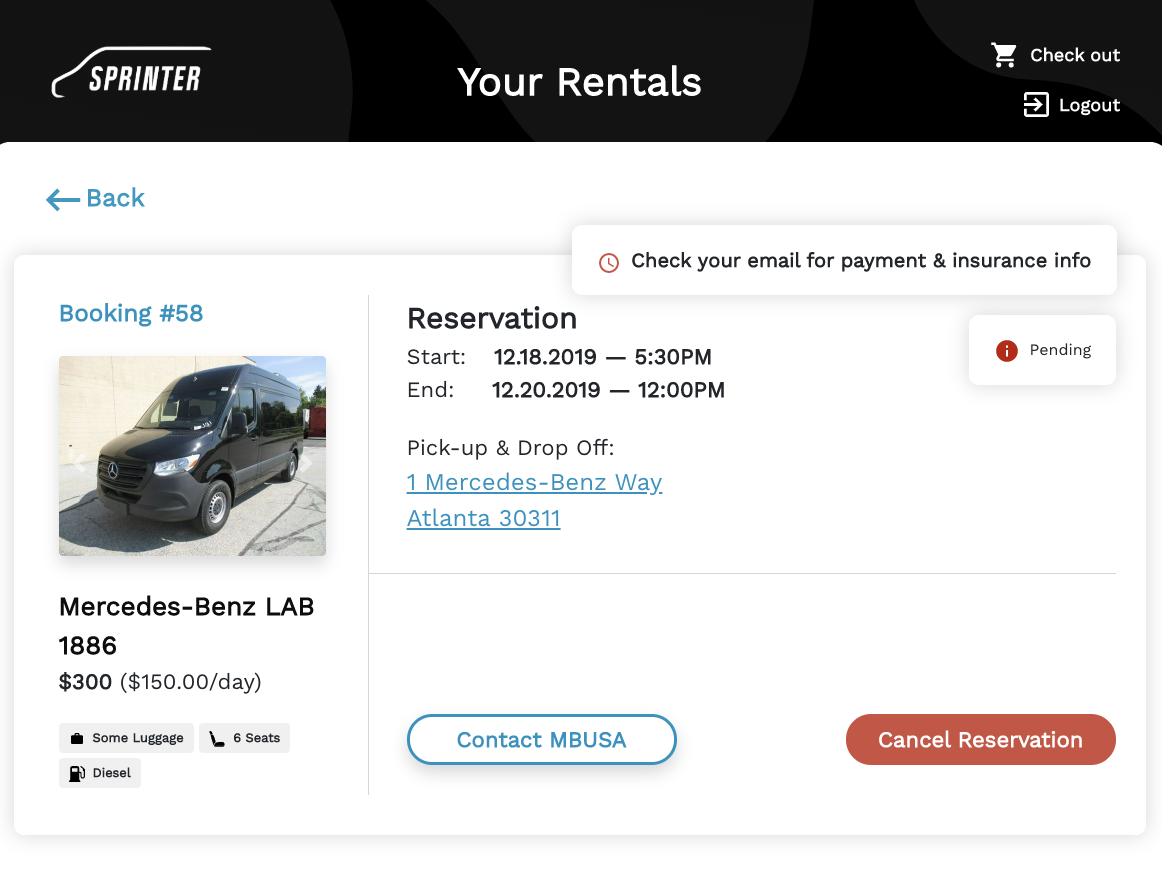 SPRINTER
Your Rentals
Check out
Logout
Back
Check your email for payment & insurance info
Pending
Booking #58
Mercedes-Benz LAB
1886
$300 ($150.00/day)
Some Luggage
6 Seats
Diesel
Reservation
Start: 12.18.2019 — 5:30PM
End: 12.20.2019 — 12:00PM
Pick-up & Drop Off:
1 Mercedes-Benz Way
Atlanta 30311
Contact MBUSA
Cancel Reservation